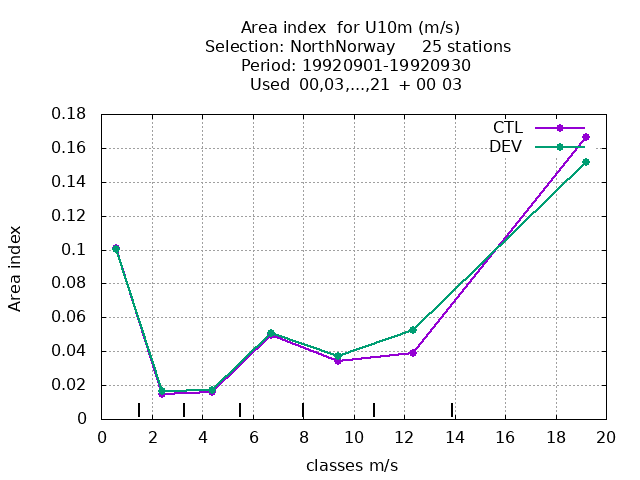 Area index  for U10m (m/s)
Selection: NorthNorway     25 stations
Period: 19920901-19920930
Used  00,03,...,21  + 00 03
CTL
DEV
0.18
0.16
0.14
0.12
0.1
0.08
0.06
0.04
0.02
0
Area index
0 2 4 6 8 10 12 14 16 18 20
classes m/s